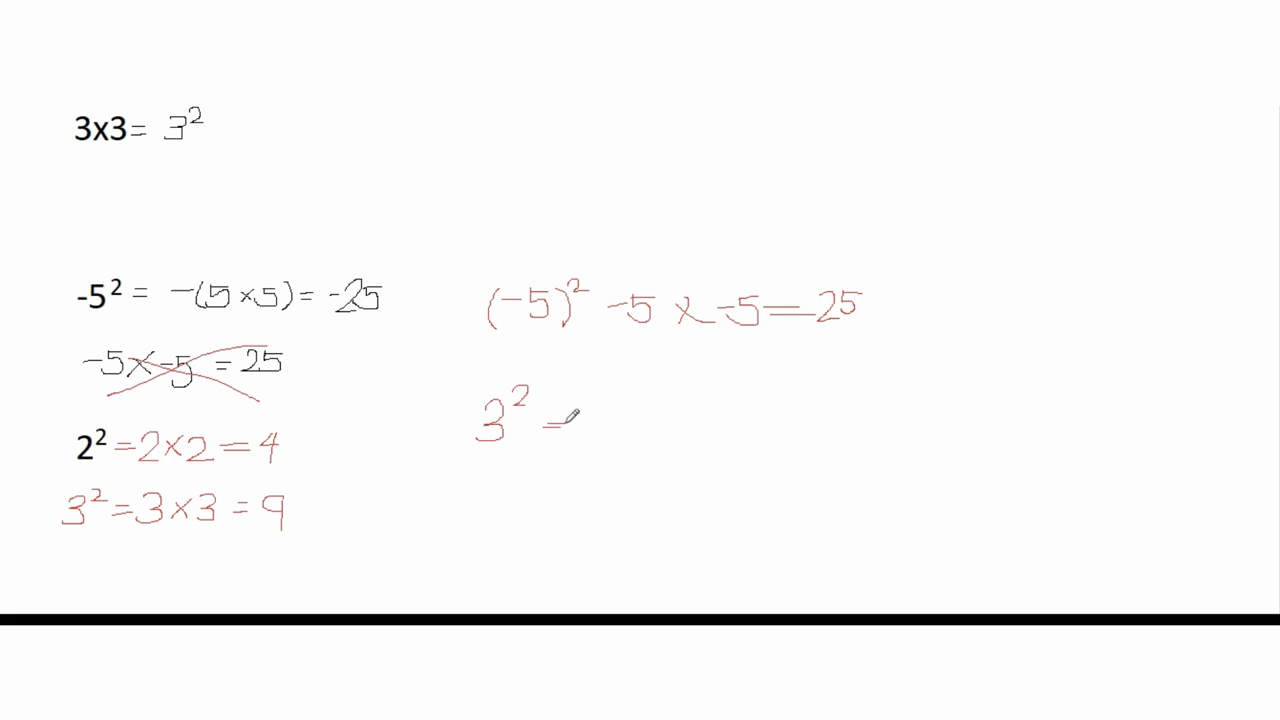 3x3= 3²
-5² = -(5×5) = -25
-5×-5 = 25
2² =2×2=4
3² =3×3=9
(-5)² -5 × -5=25
3² =